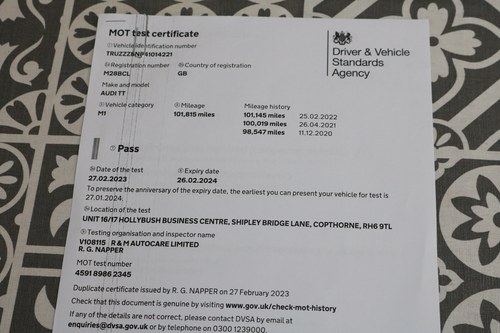 MOT test certificate
Driver & Vehicle
Standards
Agency
Vehicle identification number
Registration number
Country of registration
M28BCL
GB
Make and model
AUDI TT
Vehicle category
Mileage
Mileage history
M1
101,815 miles
101,145 miles 25.02.2022
100,019 miles 26.04.2021
98,547 miles 11.12.2020
Pass
Date of the test
Expiry date
27.02.2023
26.02.2024
To preserve the anniversary of the expiry date, the earliest you can present your vehicle for test is
27.01.2024.
Location of the test
UNIT 16/17 HOLLYBUSH BUSINESS CENTRE, SHIPLEY BRIDGE LANE, COPTHORNE, RH6 9TL
Testing organisation and inspector name
V108115 R & M AUTOCARE LIMITED
R. G. NAPPER
MOT test number
4591 8986 2345
Duplicate certificate issued by R. G. NAPPER on 27 February 2023
Check that this document is genuine by visiting www.gov.uk/check-mot-history
If any of the details are not correct, please contact DVSA by email at
enquiries@dvsa.gov.uk or by telephone on 0300 1239000.